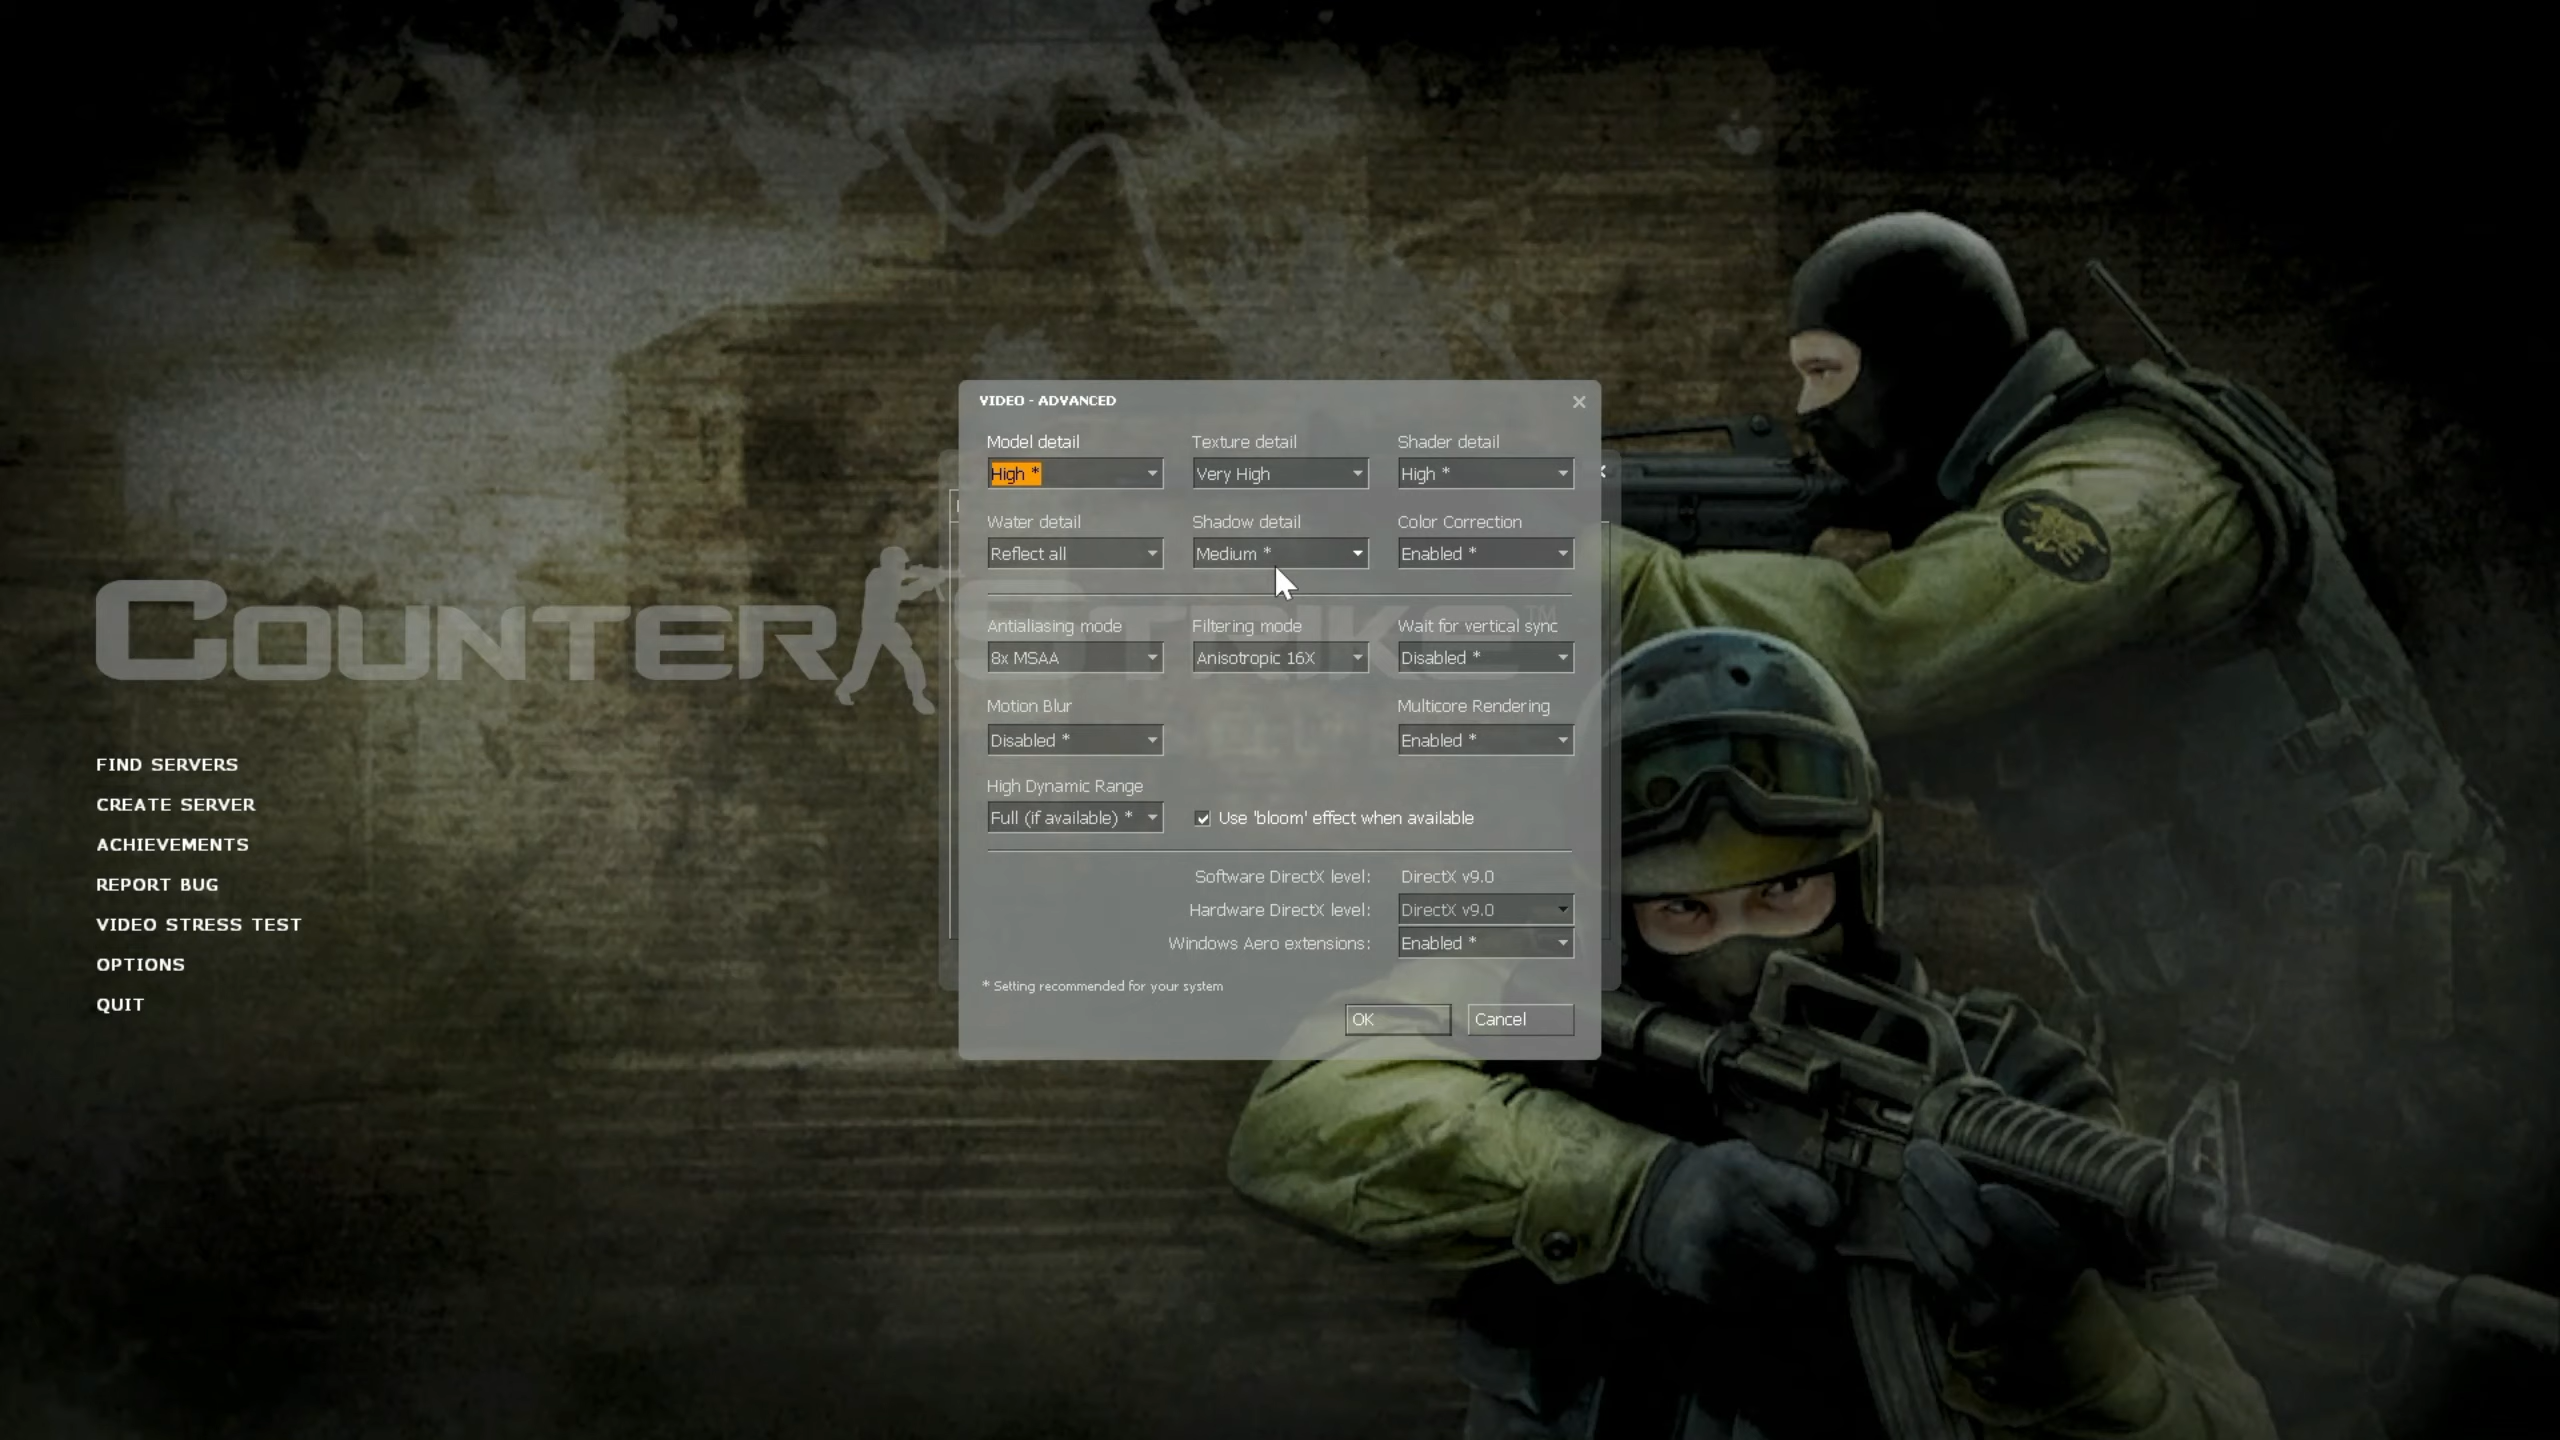 VIDEO - ADVANCED
Model detail
Texture detail
Shader detail
High *
Very High
High *
Water detail
Shadow detail
Color Correction
Reflect all
Medium *
Enabled *
COUNTER STRIKE™
Antialiasing mode
Filtering mode
Wait for vertical sync
8x MSAA
Anisotropic 16X
Disabled *
Motion Blur
Multicore Rendering
Disabled *
Enabled *
High Dynamic Range
Full (if available) *
Use 'bloom' effect when available
Software DirectX level:
DirectX v9.0
Hardware DirectX level:
DirectX v9.0
Windows Aero extensions:
Enabled *
* Setting recommended for your system
OK
Cancel
FIND SERVERS
CREATE SERVER
ACHIEVEMENTS
REPORT BUG
VIDEO STRESS TEST
OPTIONS
QUIT